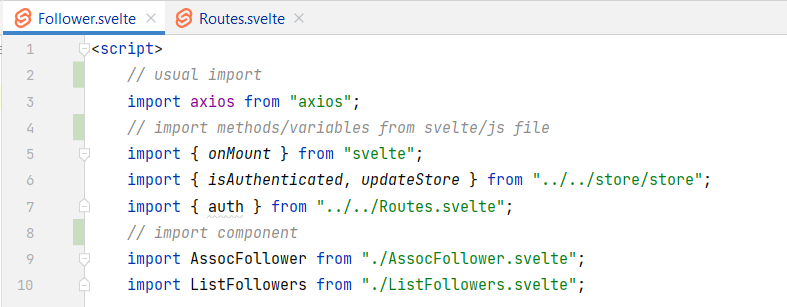 Follower.svelte Routes.svelte
1 <script>
2 // usual import
3 import axios from "axios";
4 // import methods/variables from svelte/js file
5 import { onMount } from "svelte";
6 import { isAuthenticated, updateStore } from "../../store/store";
7 import { auth } from "../../Routes.svelte";
8 // import component
9 import AssocFollower from "./AssocFollower.svelte";
10 import ListFollowers from "./ListFollowers.svelte";